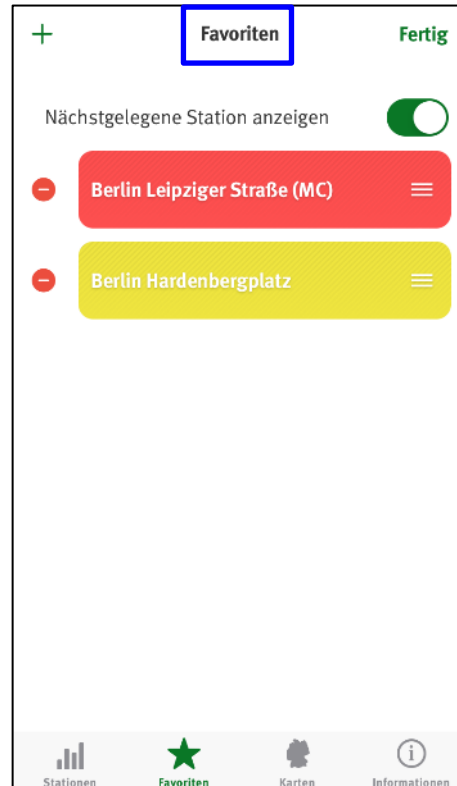 + Favoriten Fertig
Nächstgelegene Station anzeigen
Berlin Leipziger Straße (MC)
Berlin Hardenbergplatz
Stationen Favoriten Karten Informationen